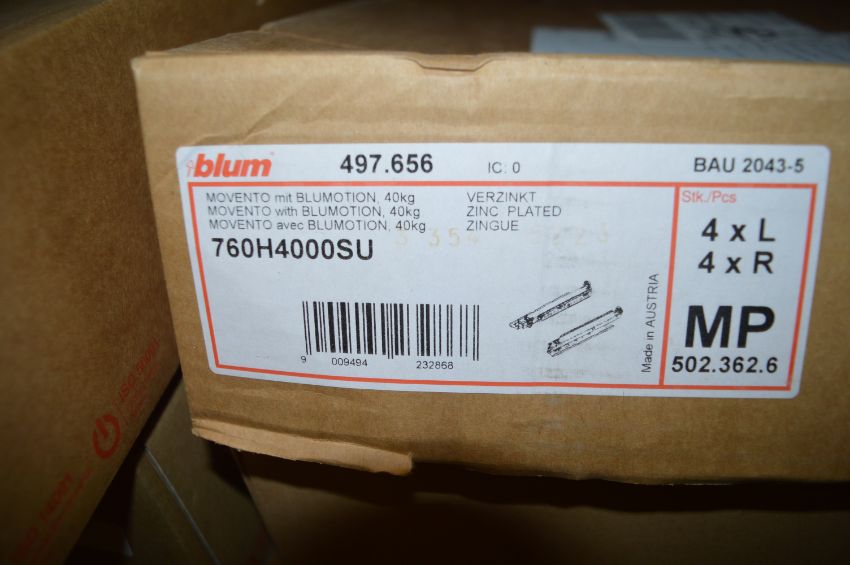 blum 497.656 IC: 0 BAU 2043-5
MOVENTO mit BLUMOTION, 40kg VERZINKT
MOVENTO with BLUMOTION, 40kg ZINC PLATED
MOVENTO avec BLUMOTION, 40kg ZINGUE
760H4000SU
9 009494 232868
Made in AUSTRIA
Stk./Pcs
4 x L
4 x R
MP
502.362.6